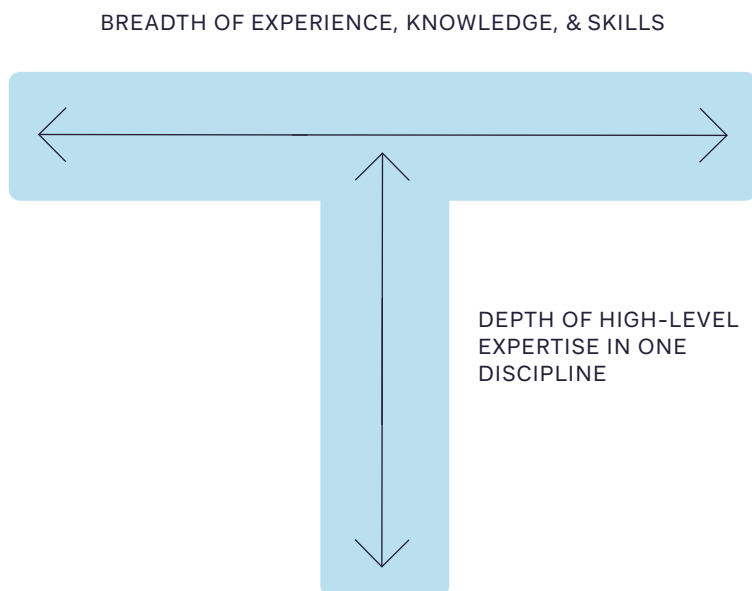 BREADTH OF EXPERIENCE, KNOWLEDGE, & SKILLS
DEPTH OF HIGH-LEVEL
EXPERTISE IN ONE
DISCIPLINE